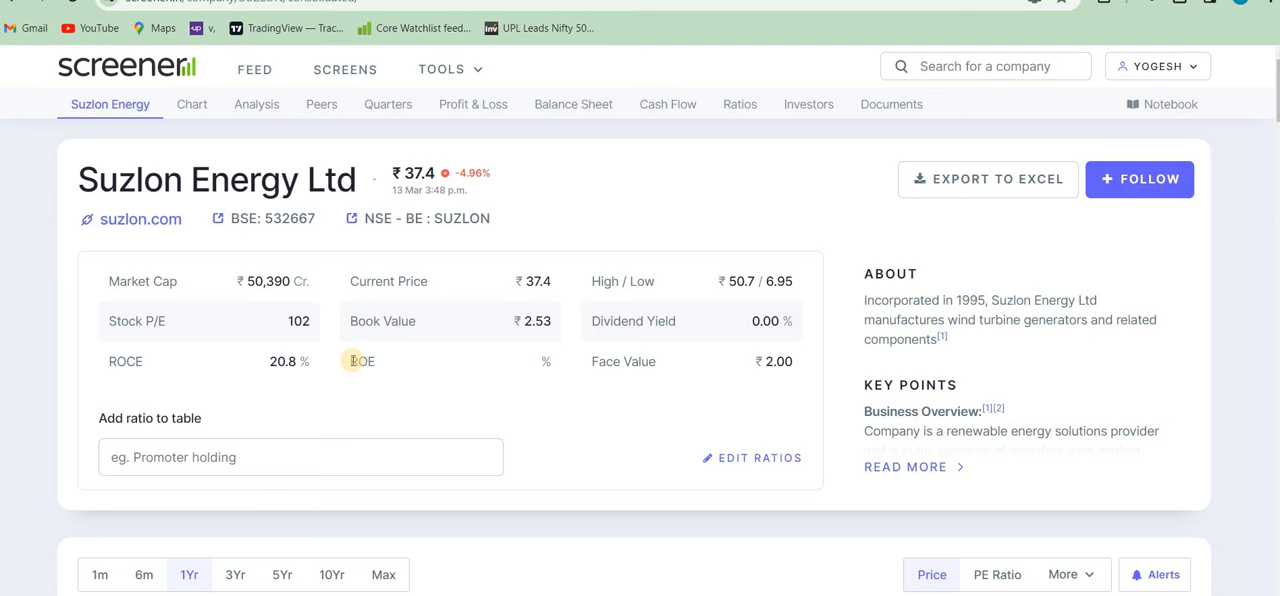 Gmail YouTube Maps v, TradingView — Trac... Core Watchlist feed... UPL Leads Nifty 50...
screener FEED SCREENS TOOLS Search for a company YOGESH
Suzlon Energy Chart Analysis Peers Quarters Profit & Loss Balance Sheet Cash Flow Ratios Investors Documents Notebook
Suzlon Energy Ltd · ₹ 37.4 -4.96%
13 Mar 3:48 p.m.
EXPORT TO EXCEL + FOLLOW
suzlon.com BSE: 532667 NSE - BE : SUZLON
Market Cap ₹ 50,390 Cr. Current Price ₹ 37.4 High / Low ₹ 50.7 / 6.95
Stock P/E 102 Book Value ₹ 2.53 Dividend Yield 0.00 %
ROCE 20.8 % ROE % Face Value ₹ 2.00
Add ratio to table
eg. Promoter holding EDIT RATIOS
ABOUT
Incorporated in 1995, Suzlon Energy Ltd
manufactures wind turbine generators and related
components[1]
KEY POINTS
Business Overview:[1][2]
Company is a renewable energy solutions provider
READ MORE
1m 6m 1Yr 3Yr 5Yr 10Yr Max Price PE Ratio More Alerts